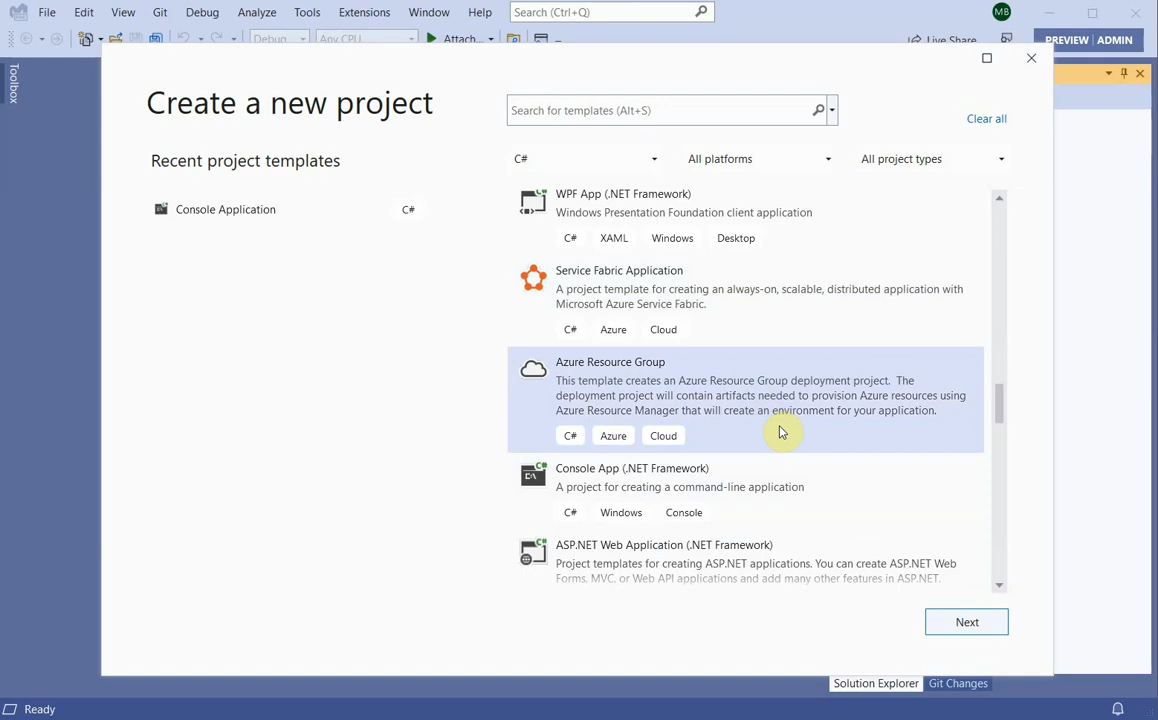 File Edit View Git Debug Analyze Tools Extensions Window Help Search (Ctrl+Q) MB
Debug Any CPU Attach... Live Share PREVIEW ADMIN
Toolbox
Create a new project
Search for templates (Alt+S)
Clear all
Recent project templates
C# All platforms All project types
Console Application C#
WPF App (.NET Framework)
Windows Presentation Foundation client application
C# XAML Windows Desktop
Service Fabric Application
A project template for creating an always-on, scalable, distributed application with
Microsoft Azure Service Fabric.
C# Azure Cloud
Azure Resource Group
This template creates an Azure Resource Group deployment project. The
deployment project will contain artifacts needed to provision Azure resources using
Azure Resource Manager that will create an environment for your application.
C# Azure Cloud
Console App (.NET Framework)
A project for creating a command-line application
C# Windows Console
ASP.NET Web Application (.NET Framework)
Project templates for creating ASP.NET applications. You can create ASP.NET Web
Forms, MVC, or Web API applications and add many other features in ASP.NET.
Next
Solution Explorer Git Changes
Ready